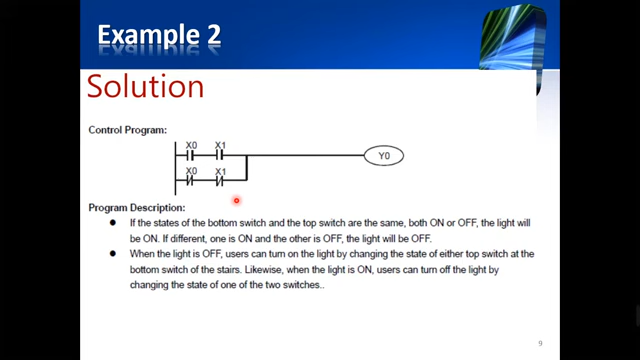 Example 2
Solution
Control Program:
X0 X1
Y0
X0 X1
Program Description:
If the states of the bottom switch and the top switch are the same, both ON or OFF, the light will
be ON. If different, one is ON and the other is OFF, the light will be OFF.
When the light is OFF, users can turn on the light by changing the state of either top switch at the
bottom switch of the stairs. Likewise, when the light is ON, users can turn off the light by
changing the state of one of the two switches..
9